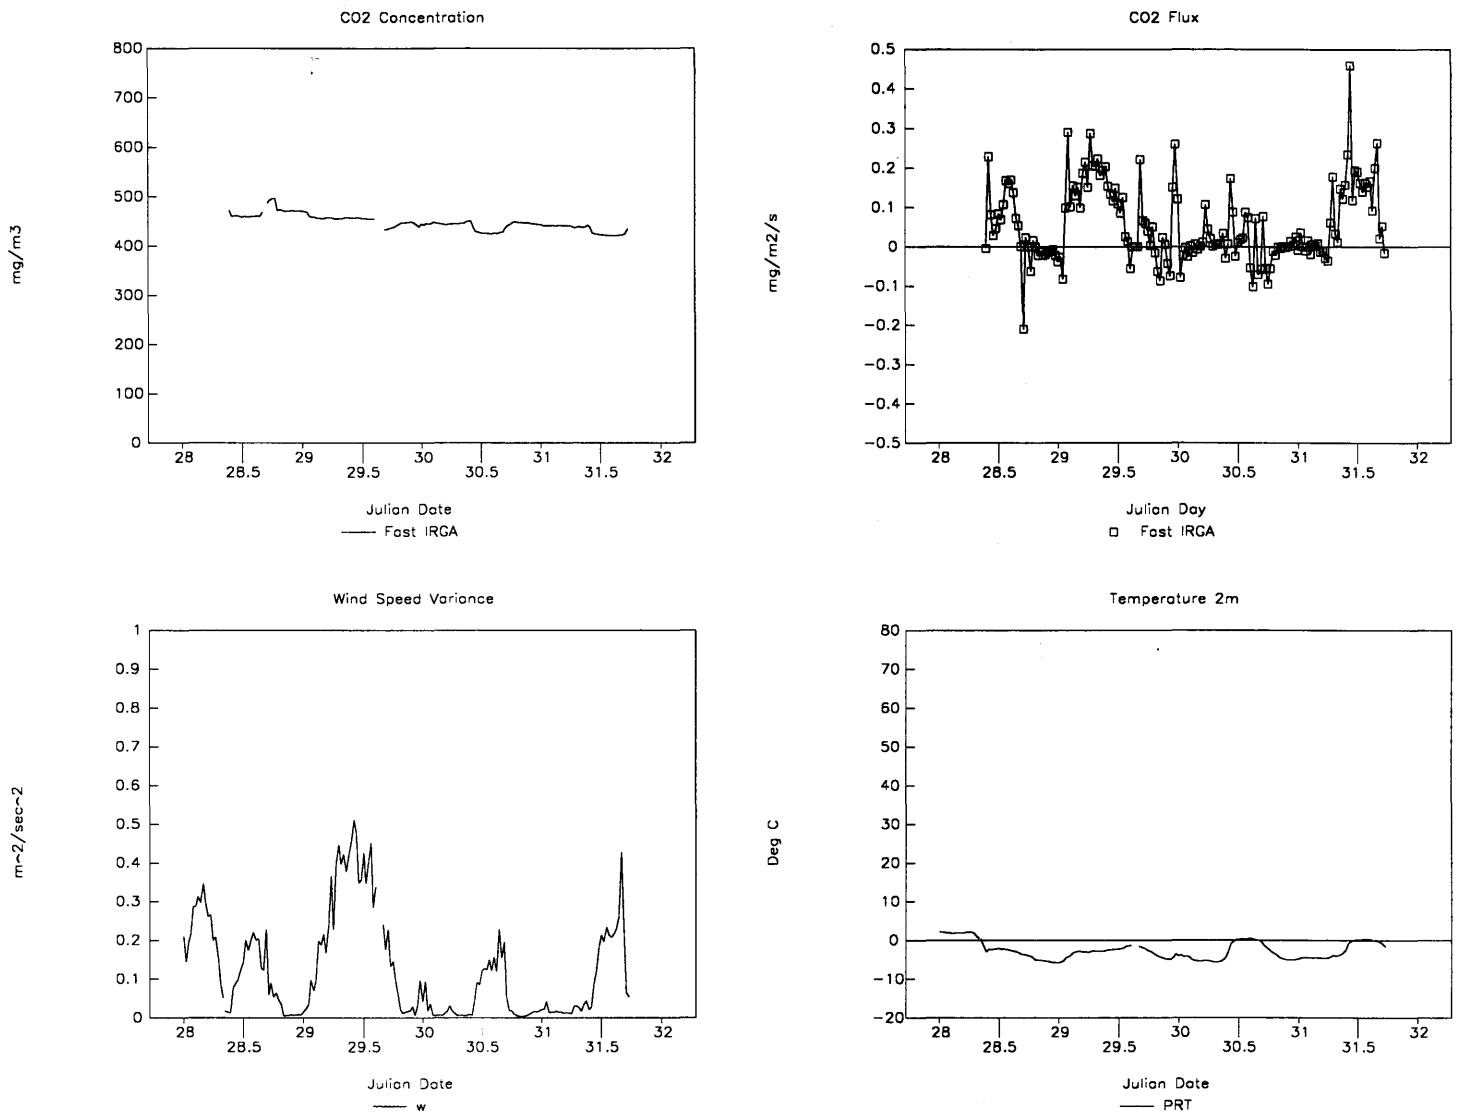 CO2 Concentration
800
700
600
500
400
300
200
100
0
mg/m3
28 29 30 31 32
28.5 29.5 30.5 31.5
Julian Date
Fast IRGA
CO2 Flux
0.5
0.4
0.3
0.2
0.1
0
-0.1
-0.2
-0.3
-0.4
-0.5
mg/m2/s
28 29 30 31 32
28.5 29.5 30.5 31.5
Julian Day
Fast IRGA
Wind Speed Variance
1
0.9
0.8
0.7
0.6
0.5
0.4
0.3
0.2
0.1
0
m~2/sec~2
28 29 30 31 32
28.5 29.5 30.5 31.5
Julian Date
w
Temperature 2m
80
70
60
50
40
30
20
10
0
-10
-20
Deg C
28 29 30 31 32
28.5 29.5 30.5 31.5
Julian Date
PRT